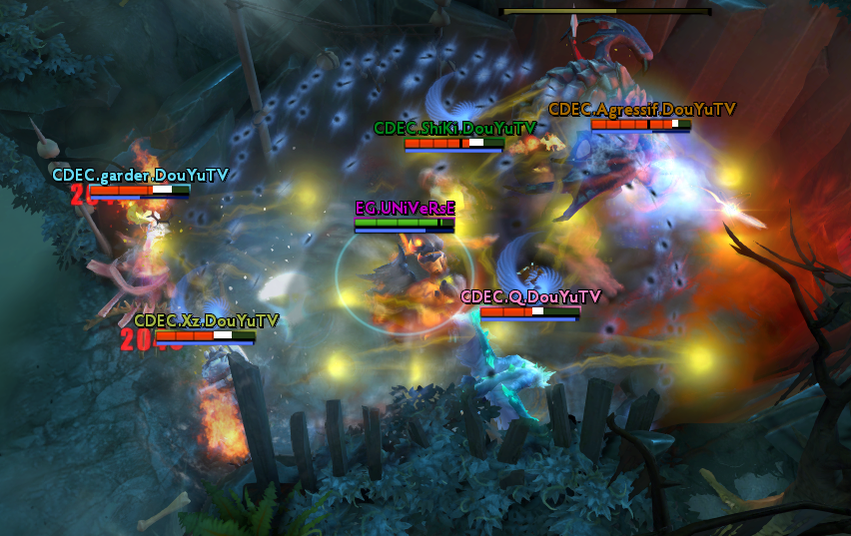 CDEC.Agressif.DouYuTV
CDEC.ShiKi.DouYuTV
CDEC.garder.DouYuTV
EG.UNiVeRsE
CDEC.Q.DouYuTV
CDEC.Xz.DouYuTV